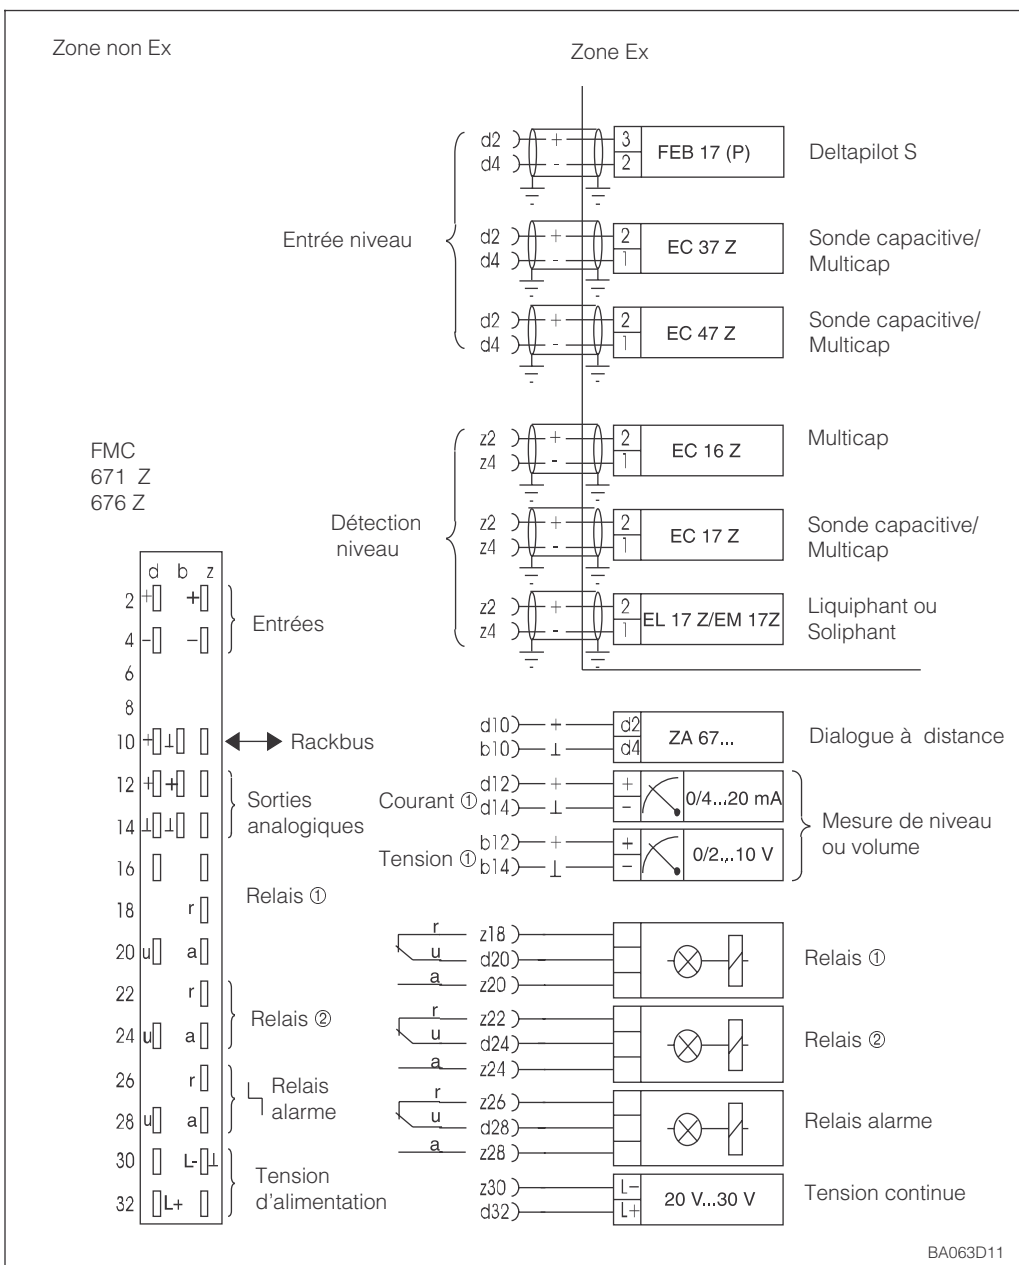 Zone non Ex
Zone Ex
Entrée niveau
d2 + 3 FEB 17 (P) Deltapilot S
d4 - 2
d2 + 2 EC 37 Z Sonde capacitive/
d4 - 1 Multicap
d2 + 2 EC 47 Z Sonde capacitive/
d4 - 1 Multicap
Détection
niveau
z2 + 2 EC 16 Z Multicap
z4 - 1
z2 + 2 EC 17 Z Sonde capacitive/
z4 - 1 Multicap
z2 + 2 EL 17 Z/EM 17Z Liquiphant ou
z4 - 1 Soliphant
FMC
671 Z
676 Z
d b z
2 + +
4 - -
Entrées
6
8
10 + ⊥ Rackbus
12 + +
14 ⊥ ⊥
Sorties
analogiques
16
Relais ①
18 r
20 u a
22 r
Relais ②
24 u a
26 r
Relais
alarme
28 u a
30 L- ⊥
Tension
d'alimentation
32 L+
d10 + d2 ZA 67... Dialogue à distance
b10 ⊥ d4
Courant ①
d12 + + 0/4...20 mA
d14 ⊥ -
Tension ①
b12 + + 0/2...10 V
b14 ⊥ -
Mesure de niveau
ou volume
r z18
u d20 Relais ①
a z20
r z22
u d24 Relais ②
a z24
r z26
u d28 Relais alarme
a z28
z30 L- 20 V...30 V Tension continue
d32 L+
BA063D11